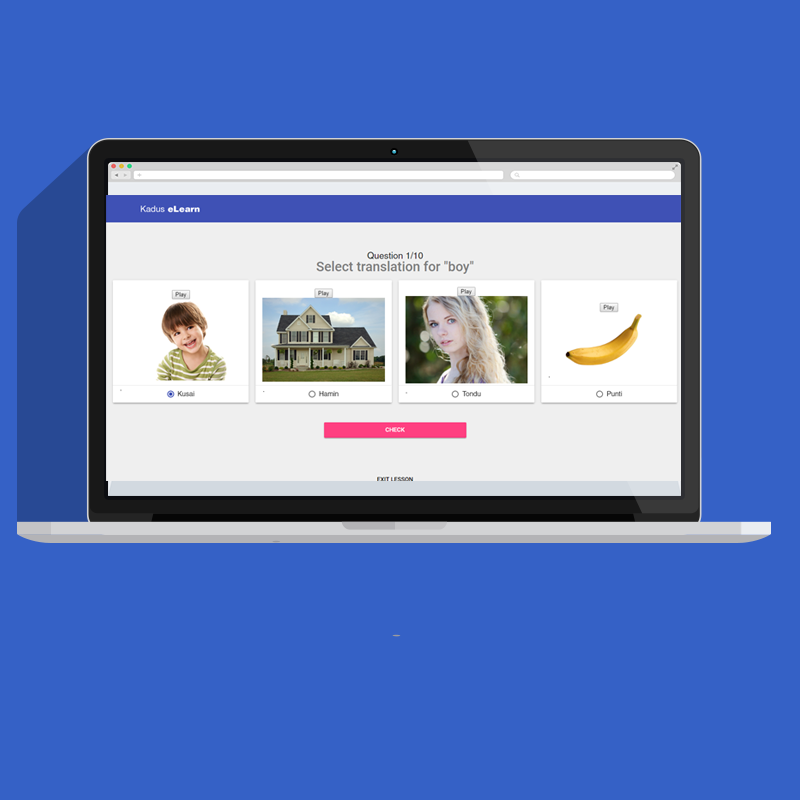 Kadus eLearn
Question 1/10
Select translation for "boy"
Play
Play
Play
Play
Kusai
Hamin
Tondu
Punti
CHECK
EXIT LESSON